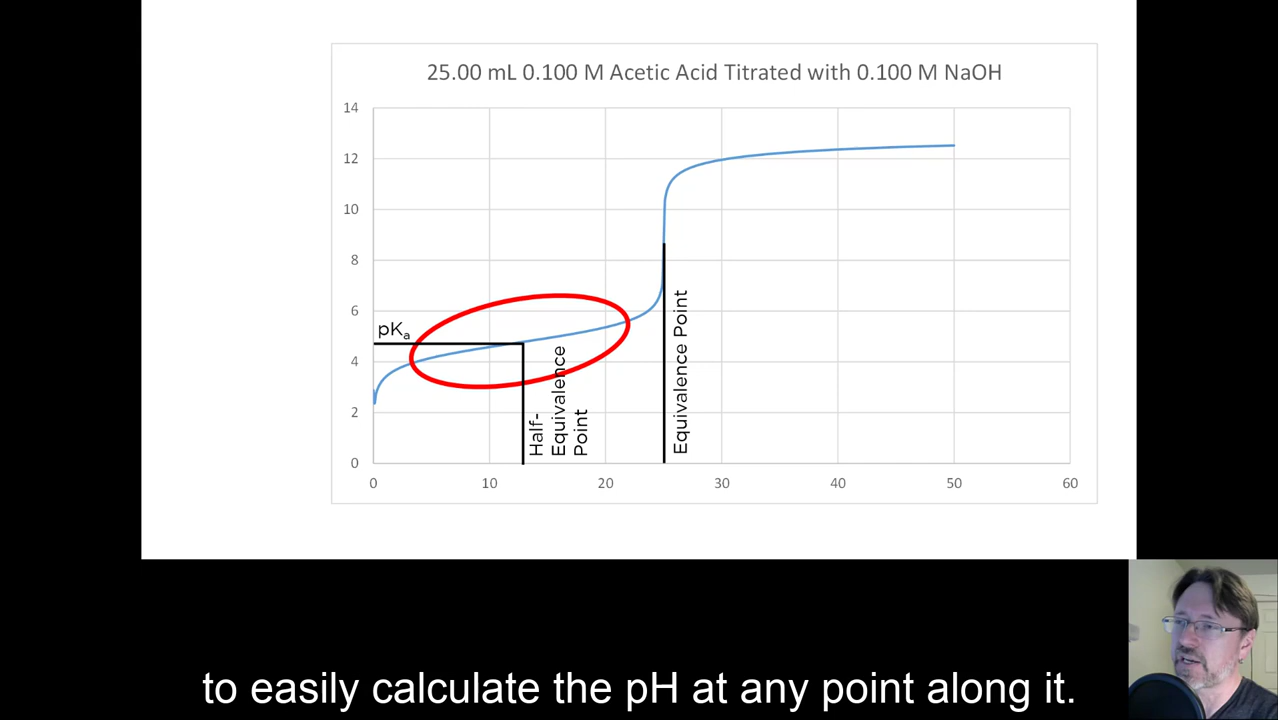 25.00 mL 0.100 M Acetic Acid Titrated with 0.100 M NaOH
14
12
10
8
6
4
2
0
pKa
Half-
Equivalence
Point
Equivalence Point
0
10
20
30
40
50
60
to easily calculate the pH at any point along it.